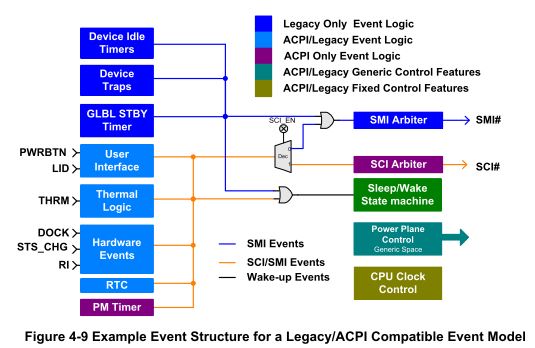 Device Idle
Timers
Device
Traps
GLBL STBY
Timer
PWRBTN
LID
User
Interface
THRM
Thermal
Logic
DOCK
STS_CHG
RI
Hardware
Events
RTC
PM Timer
Legacy Only Event Logic
ACPI/Legacy Event Logic
ACPI Only Event Logic
ACPI/Legacy Generic Control Features
ACPI/Legacy Fixed Control Features
SCI_EN
Dec
0
1
SMI Arbiter
SMI#
SCI Arbiter
SCI#
Sleep/Wake
State machine
Power Plane
Control
Generic Space
CPU Clock
Control
SMI Events
SCI/SMI Events
Wake-up Events
Figure 4-9 Example Event Structure for a Legacy/ACPI Compatible Event Model